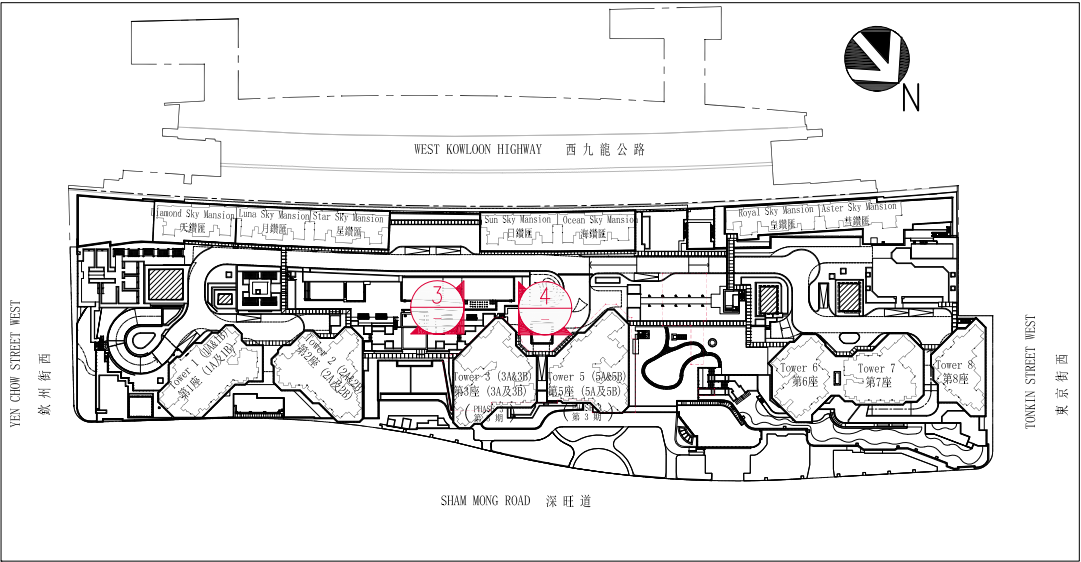 N
WEST KOWLOON HIGHWAY 西九龍公路
Diamond Sky Mansion
天鑽匯
Luna Sky Mansion
月鑽匯
Star Sky Mansion
星鑽匯
Sun Sky Mansion
日鑽匯
Ocean Sky Mansion
海鑽匯
Royal Sky Mansion
皇鑽匯
Aster Sky Mansion
彗鑽匯
3
4
YEN CHOW STREET WEST
欽州街西
Tower 1 (1A&1B)
第1座 (1A及1B)
Tower 2 (2A&2B)
第2座 (2A及2B)
Tower 3 (3A&3B)
第3座 (3A及3B)
Tower 5 (5A&5B)
第5座 (5A及5B)
(第3期)
Tower 6
第6座
Tower 7
第7座
Tower 8
第8座
TONKIN STREET WEST
東京街西
SHAM MONG ROAD 深旺道